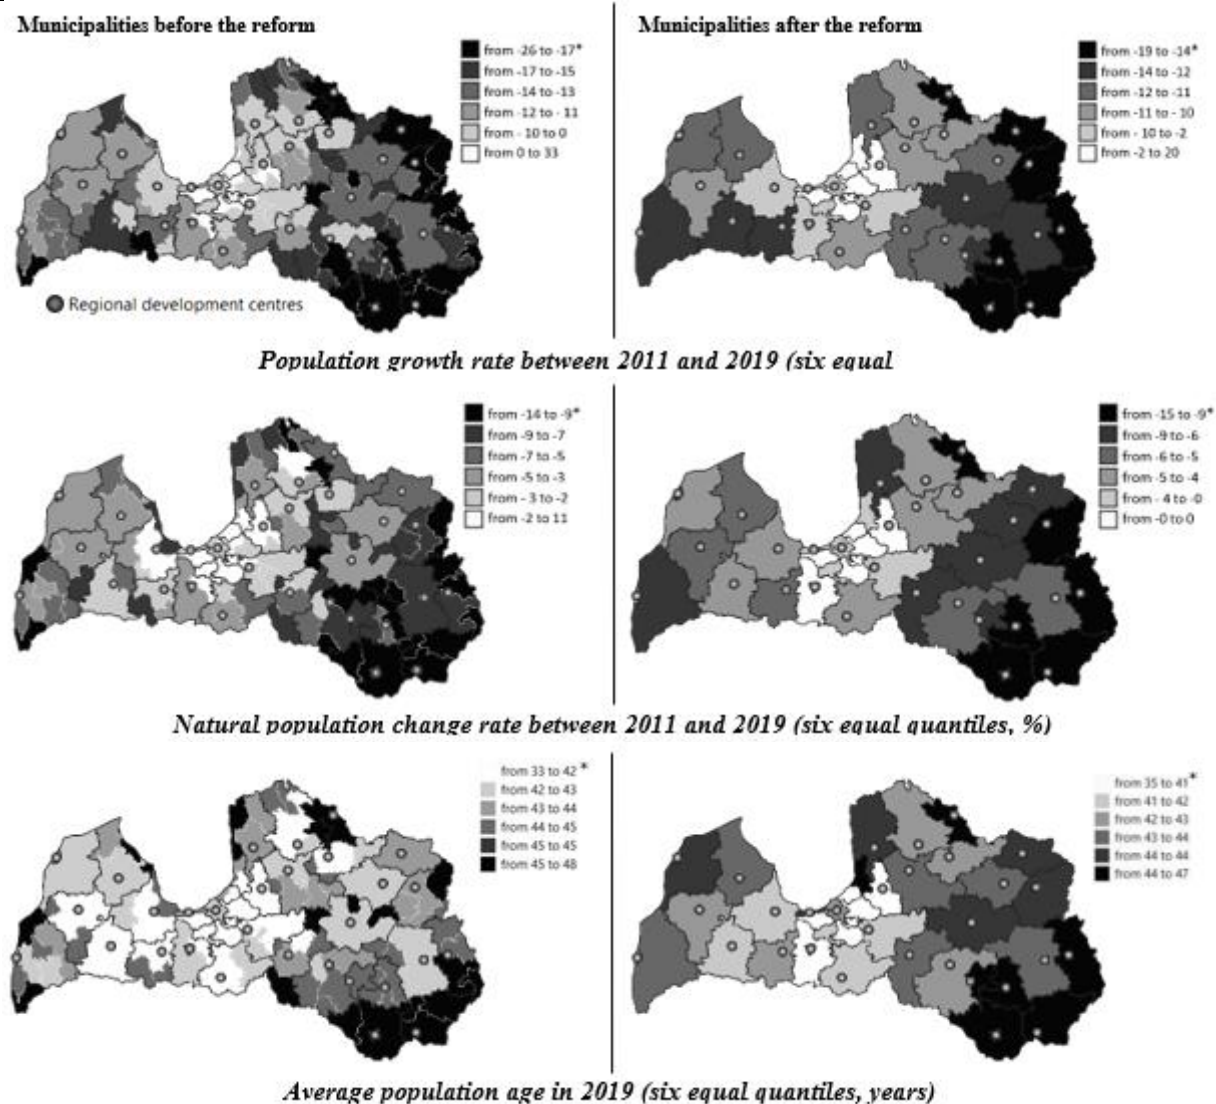 Municipalities before the reform
from -26 to -17*
from -17 to -15
from -14 to -13
from -12 to - 11
from - 10 to 0
from 0 to 33
Regional development centres
Municipalities after the reform
from -19 to -14*
from -14 to -12
from -12 to -11
from -11 to - 10
from - 10 to -2
from -2 to 20
Population growth rate between 2011 and 2019 (six equal
from -14 to -9*
from -9 to -7
from -7 to -5
from -5 to -3
from - 3 to -2
from -2 to 11
from -15 to -9*
from -9 to -6
from -6 to -5
from -5 to -4
from - 4 to -0
from -0 to 0
Natural population change rate between 2011 and 2019 (six equal quantiles, %)
from 33 to 42*
from 42 to 43
from 43 to 44
from 44 to 45
from 45 to 45
from 45 to 48
from 35 to 41*
from 41 to 42
from 42 to 43
from 43 to 44
from 44 to 44
from 44 to 47
Average population age in 2019 (six equal quantiles, years)